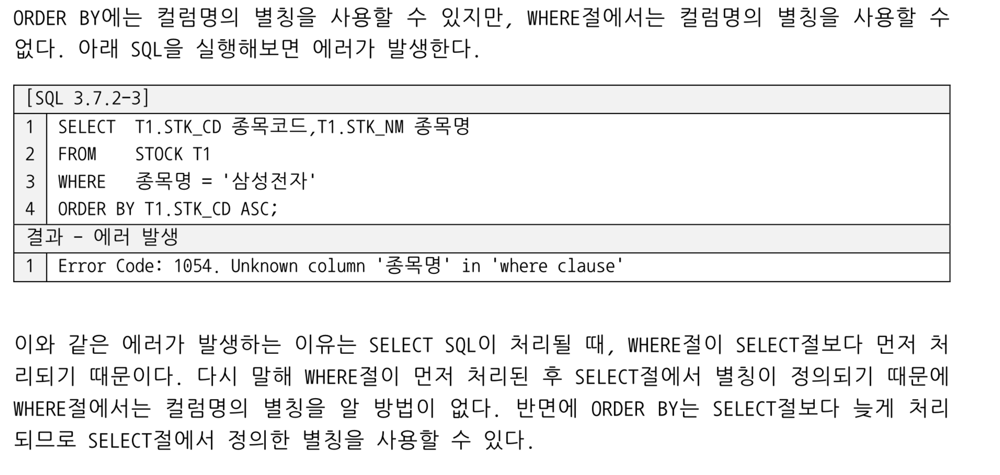 ORDER BY에는 컬럼명의 별칭을 사용할 수 있지만, WHERE절에서는 컬럼명의 별칭을 사용할 수
없다. 아래 SQL을 실행해보면 에러가 발생한다.
[SQL 3.7.2-3]
1 SELECT  T1.STK_CD 종목코드,T1.STK_NM 종목명
2 FROM    STOCK T1
3 WHERE   종목명 = '삼성전자'
4 ORDER BY T1.STK_CD ASC;
결과 - 에러 발생
1 Error Code: 1054. Unknown column '종목명' in 'where clause'
이와 같은 에러가 발생하는 이유는 SELECT SQL이 처리될 때, WHERE절이 SELECT절보다 먼저 처
리되기 때문이다. 다시 말해 WHERE절이 먼저 처리된 후 SELECT절에서 별칭이 정의되기 때문에
WHERE절에서는 컬럼명의 별칭을 알 방법이 없다. 반면에 ORDER BY는 SELECT절보다 늦게 처리
되므로 SELECT절에서 정의한 별칭을 사용할 수 있다.